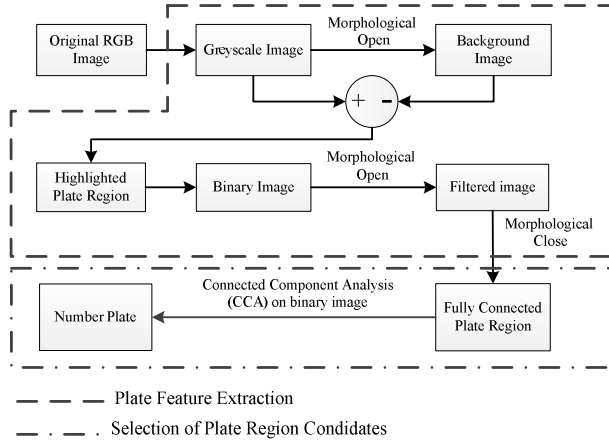 Original RGB
Image
Greyscale Image
Morphological
Open
Background
Image
+ -
Highlighted
Plate Region
Binary Image
Morphological
Open
Filtered image
Morphological
Close
Number Plate
Connected Component Analysis
(CCA) on binary image
Fully Connected
Plate Region
Plate Feature Extraction
Selection of Plate Region Condidates